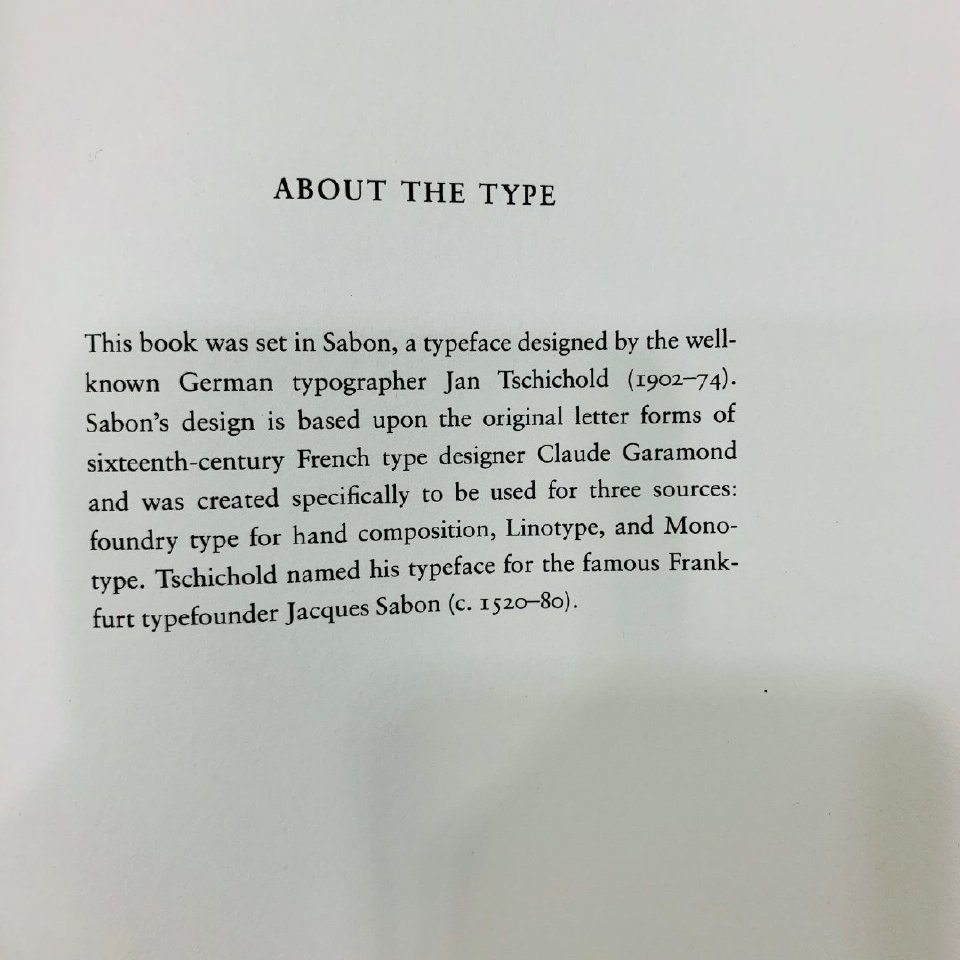 ABOUT THE TYPE
This book was set in Sabon, a typeface designed by the well-
known German typographer Jan Tschichold (1902–74).
Sabon's design is based upon the original letter forms of
sixteenth-century French type designer Claude Garamond
and was created specifically to be used for three sources:
foundry type for hand composition, Linotype, and Mono-
type. Tschichold named his typeface for the famous Frank-
furt typefounder Jacques Sabon (c. 1520–80).